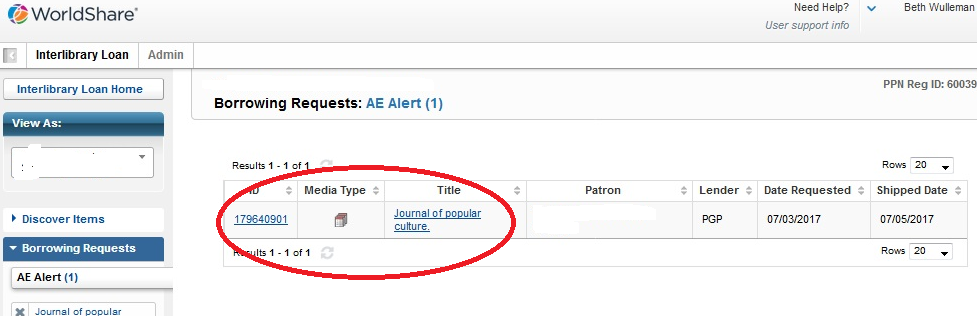 WorldShare®
Need Help?
Beth Wulleman
User support info
Interlibrary Loan
Admin
Interlibrary Loan Home
PPN Reg ID: 60039
Borrowing Requests: AE Alert (1)
View As:
Results 1 - 1 of 1
Rows 20
ID Media Type Title Patron Lender Date Requested Shipped Date
179640901 Journal of popular culture. PGP 07/03/2017 07/05/2017
Results 1 - 1 of 1
Rows 20
Discover Items
Borrowing Requests
AE Alert (1)
Journal of popular